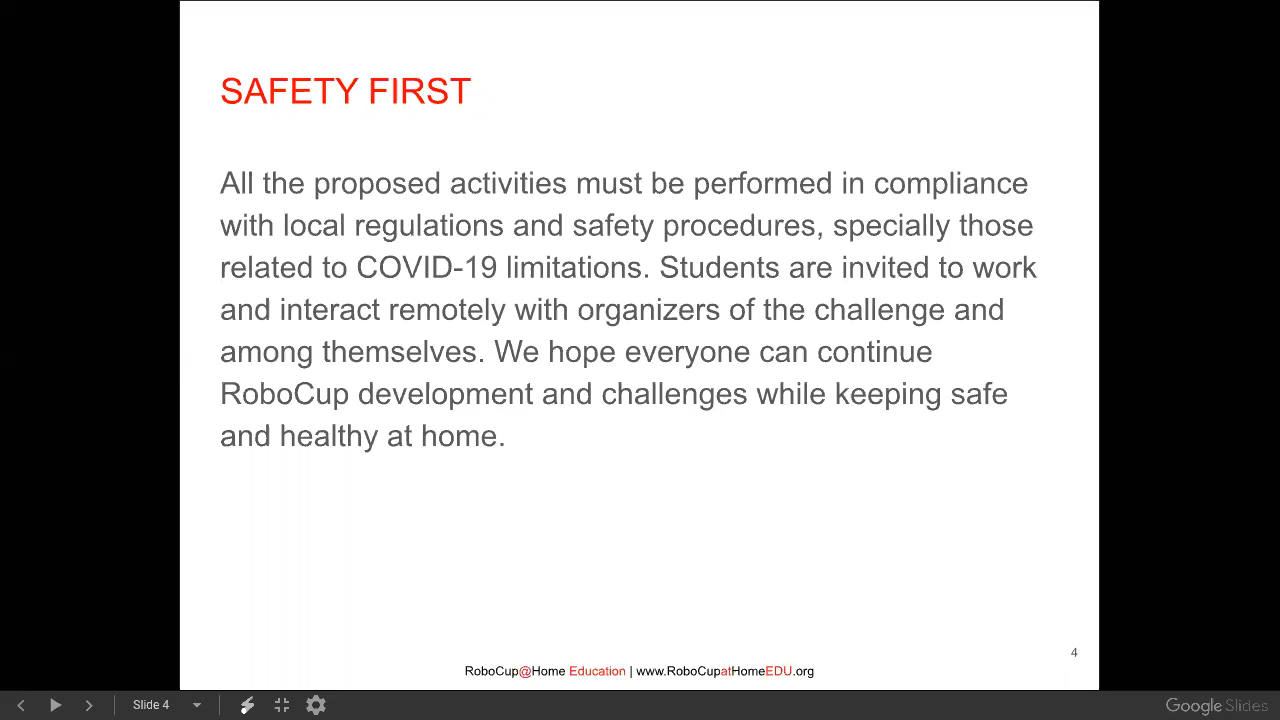 SAFETY FIRST
All the proposed activities must be performed in compliance
with local regulations and safety procedures, specially those
related to COVID-19 limitations. Students are invited to work
and interact remotely with organizers of the challenge and
among themselves. We hope everyone can continue
RoboCup development and challenges while keeping safe
and healthy at home.
4
RoboCup@Home Education | www.RoboCupatHomeEDU.org
Slide 4
Google Slides